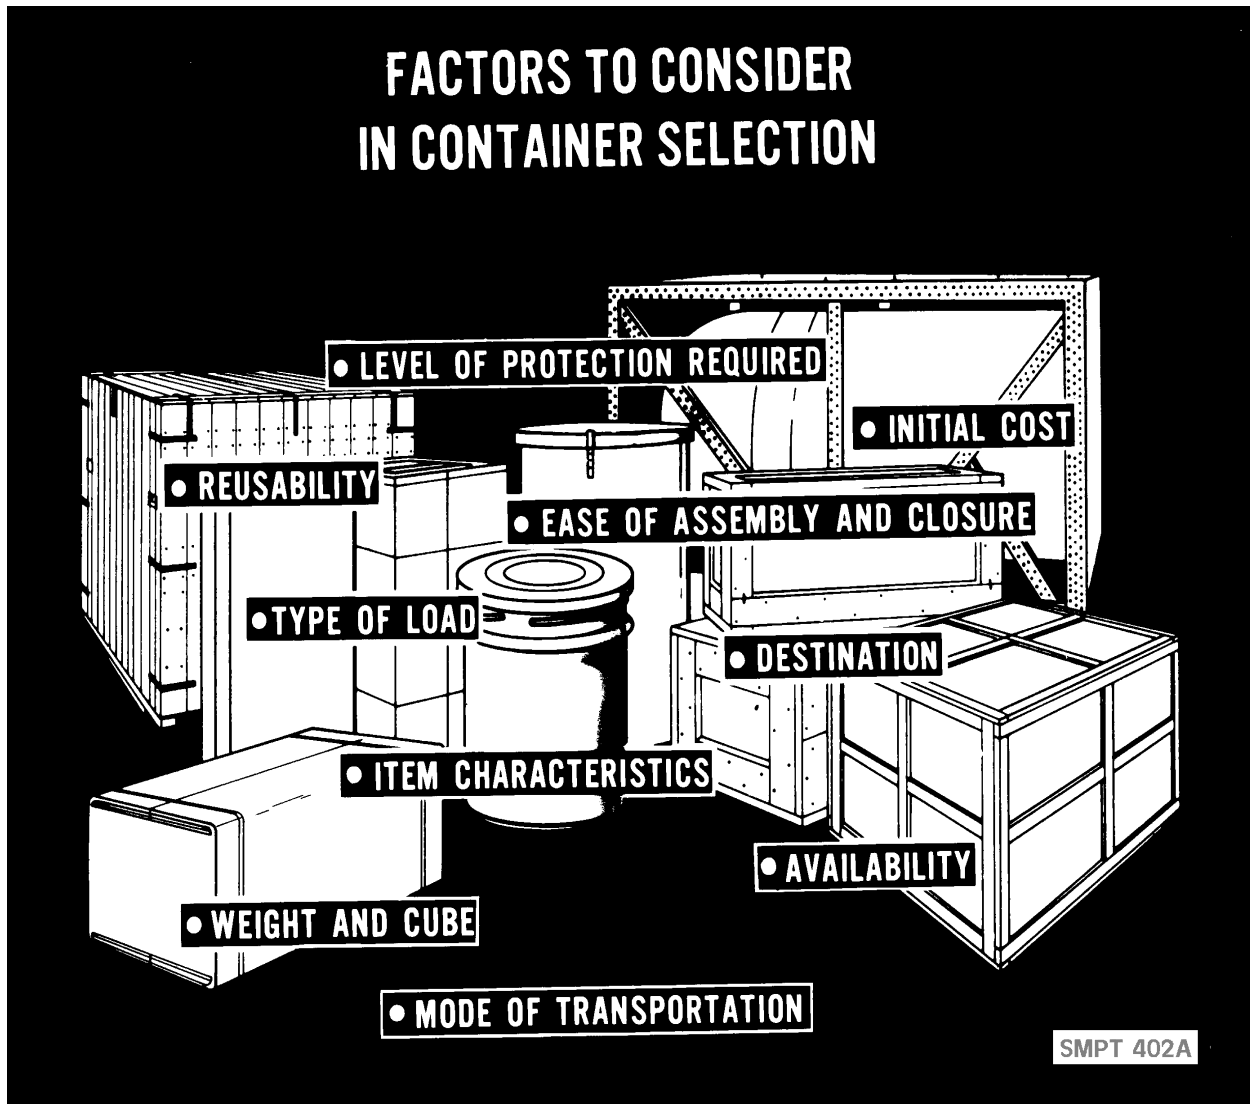 FACTORS TO CONSIDER
IN CONTAINER SELECTION
● LEVEL OF PROTECTION REQUIRED
● INITIAL COST
● REUSABILITY
● EASE OF ASSEMBLY AND CLOSURE
● TYPE OF LOAD
● DESTINATION
● ITEM CHARACTERISTICS
● AVAILABILITY
● WEIGHT AND CUBE
● MODE OF TRANSPORTATION
SMPT 402A